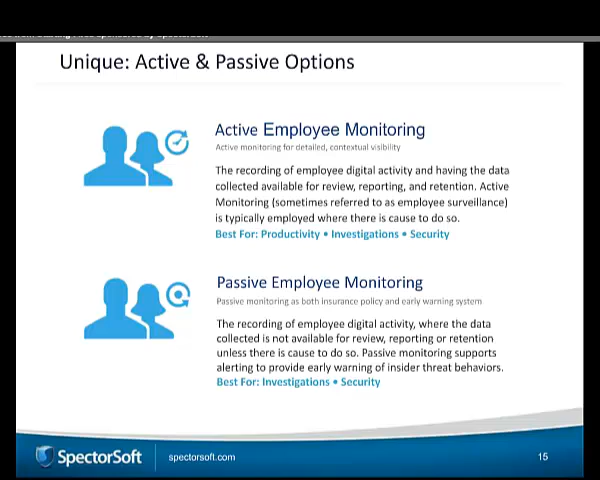 Unique: Active & Passive Options
Active Employee Monitoring
Active monitoring for detailed, contextual visibility
The recording of employee digital activity and having the data
collected available for review, reporting, and retention. Active
Monitoring (sometimes referred to as employee surveillance)
is typically employed where there is cause to do so.
Best For: Productivity • Investigations • Security
Passive Employee Monitoring
Passive monitoring as both insurance policy and early warning system
The recording of employee digital activity, where the data
collected is not available for review, reporting or retention
unless there is cause to do so. Passive monitoring supports
alerting to provide early warning of insider threat behaviors.
Best For: Investigations • Security
SpectorSoft
spectorsoft.com
15